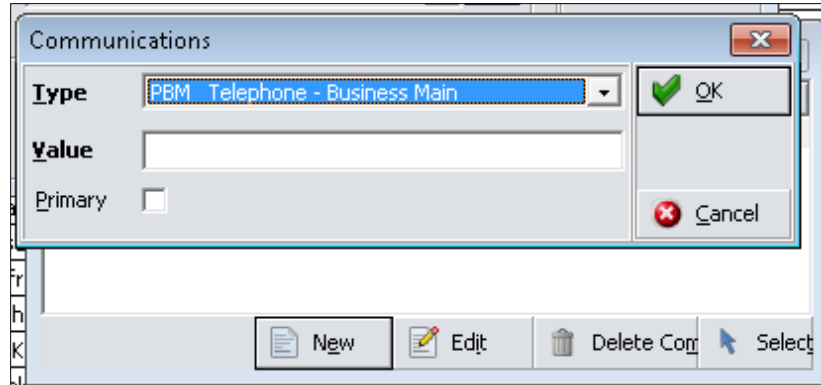 Communications
Type PBM Telephone - Business Main OK
Value
Primary
Cancel
New Edit Delete Com Select